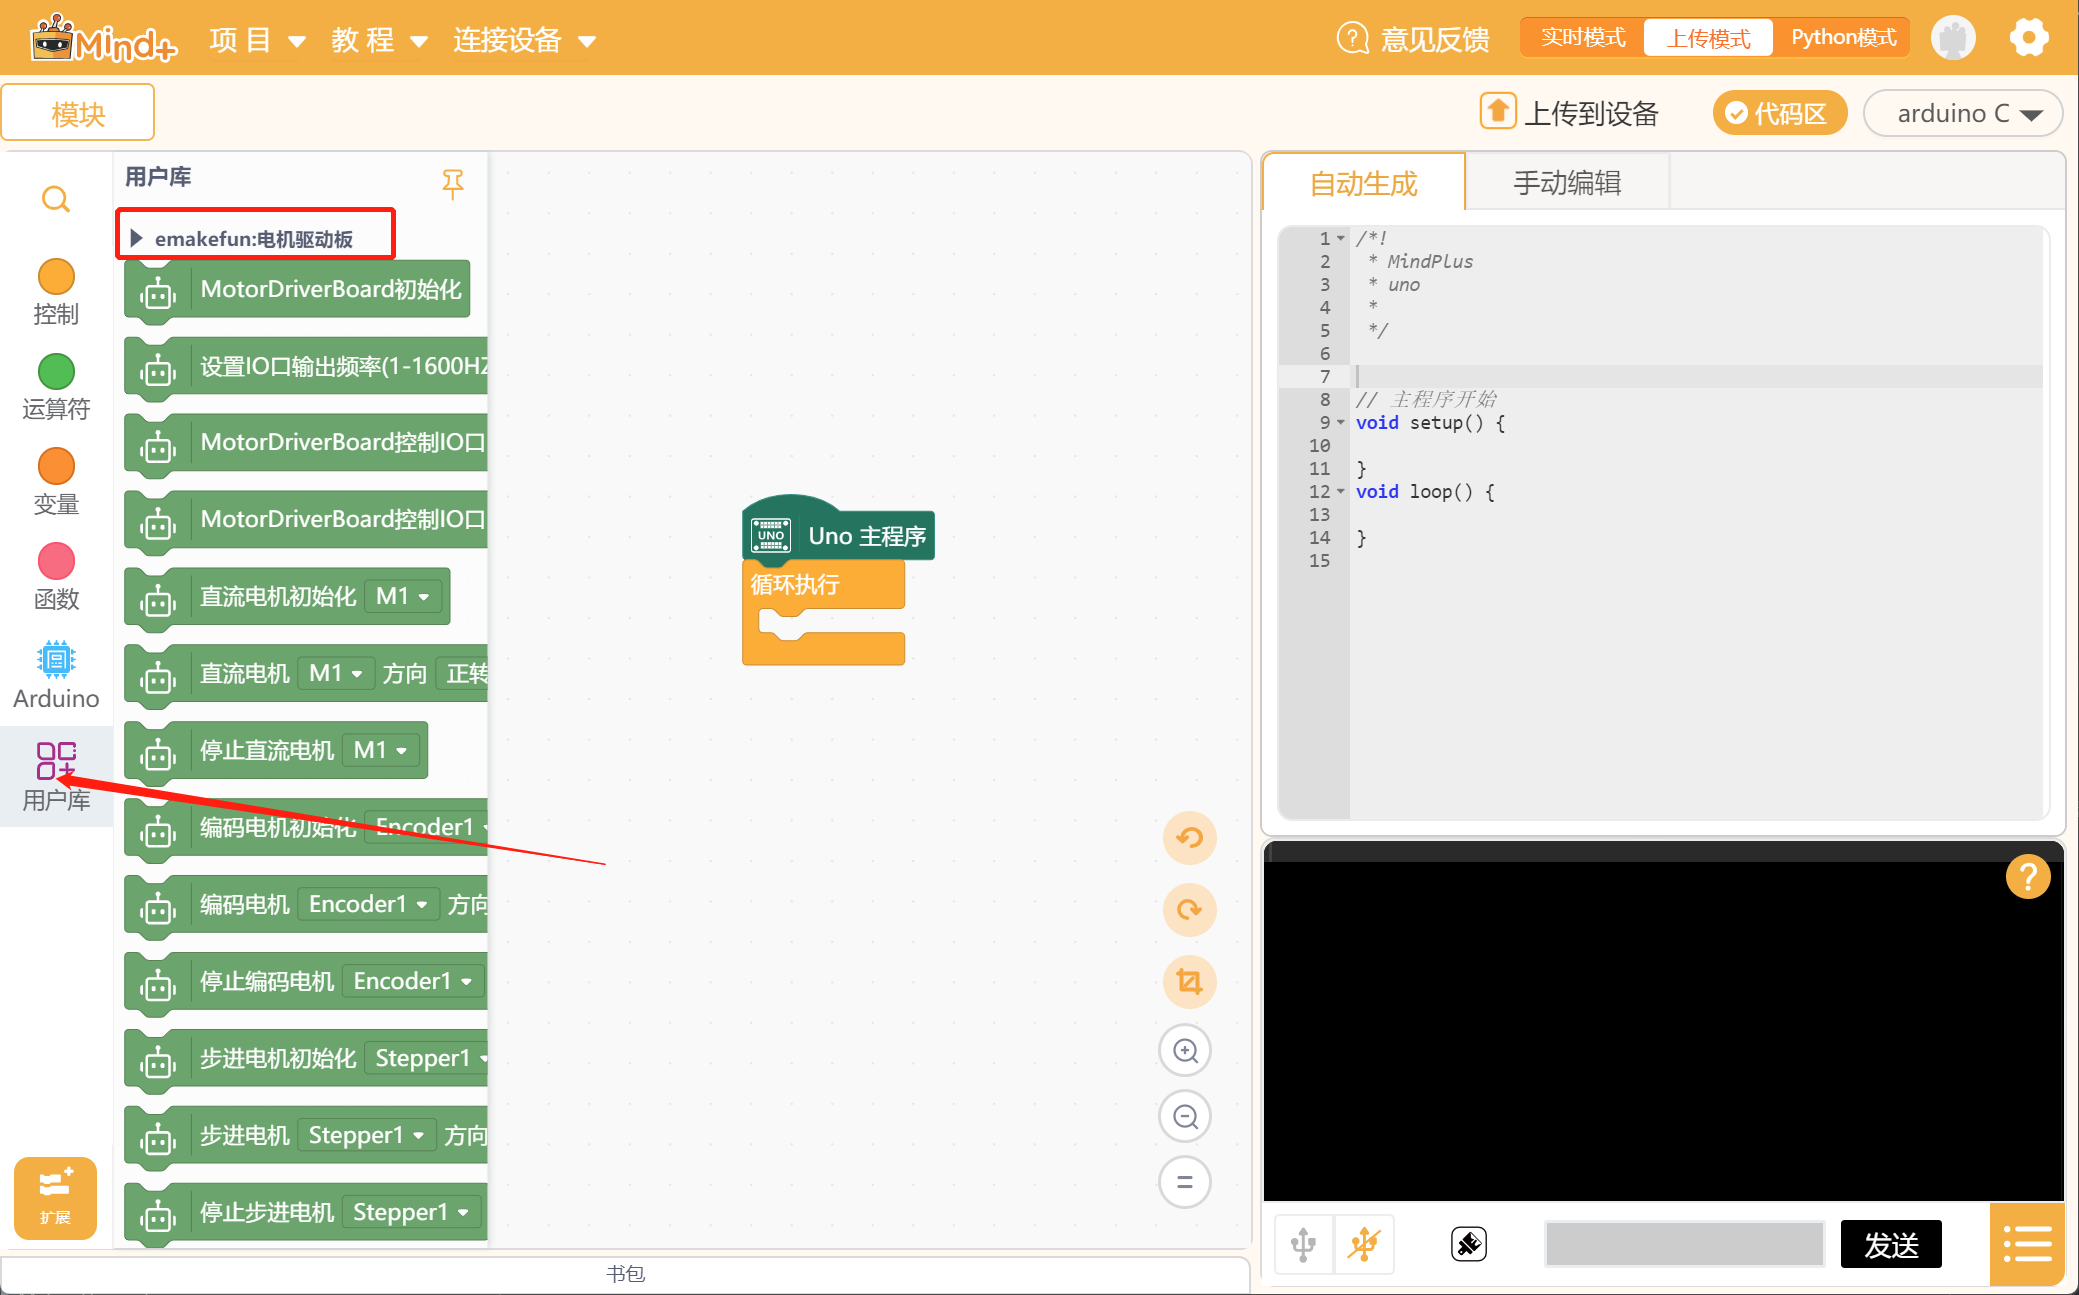 Mind+
项 目
教 程
连接设备
意见反馈
实时模式
上传模式
Python模式
模块
上传到设备
代码区
arduino C
用户库
emakefun:电机驱动板
控制
运算符
变量
函数
Arduino
用户库
扩展
MotorDriverBoard初始化
设置IO口输出频率(1-1600HZ
MotorDriverBoard控制IO口
MotorDriverBoard控制IO口
直流电机初始化 M1
直流电机 M1 方向 正转
停止直流电机 M1
编码电机初始化 Encoder1
编码电机 Encoder1 方向
停止编码电机 Encoder1
步进电机初始化 Stepper1
步进电机 Stepper1 方向
停止步进电机 Stepper1
UNO
Uno 主程序
循环执行
自动生成
手动编辑
1 /*!
2 * MindPlus
3 * uno
4 *
5 */
6
7
8 // 主程序开始
9 void setup() {
10
11 }
12 void loop() {
13
14 }
15
?
发送
书包